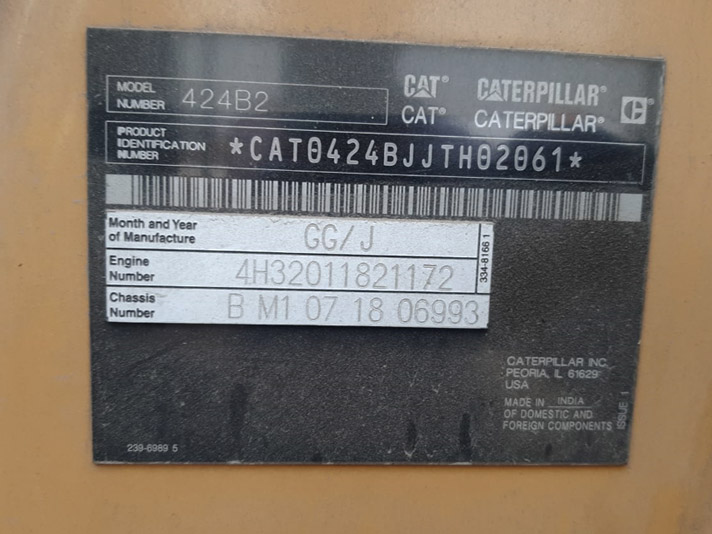 MODEL NUMBER 424B2
CAT® CATERPILLAR®
CAT® CATERPILLAR® C
PRODUCT IDENTIFICATION NUMBER *CAT0424BJJTH02061*
Month and Year of Manufacture GG/J
Engine Number 4H32011821172
Chassis Number B M1 07 18 06993
334-8166 1
CATERPILLAR INC.
PEORIA, IL 61629
USA
MADE IN INDIA
OF DOMESTIC AND
FOREIGN COMPONENTS
ISSUE 1
239-6989 5